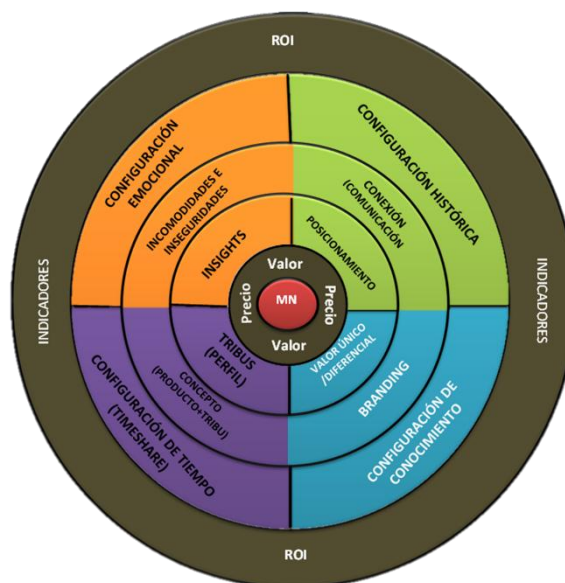 ROI
CONFIGURACIÓN
EMOCIONAL
INCOMODIDADES E
INSEGURIDADES
INSIGHTS
CONFIGURACIÓN HISTÓRICA
CONEXIÓN
/COMUNICACIÓN
POSICIONAMIENTO
INDICADORES
Valor
Precio
MN
Precio
Valor
INDICADORES
TRIBUS
(PERFIL)
CONCEPTO
(PRODUCTO+TRIBU)
CONFIGURACIÓN DE TIEMPO
(TIMESHARE)
VALOR ÚNICO
/DIFERENCIAL
BRANDING
CONFIGURACIÓN DE
CONOCIMIENTO
ROI